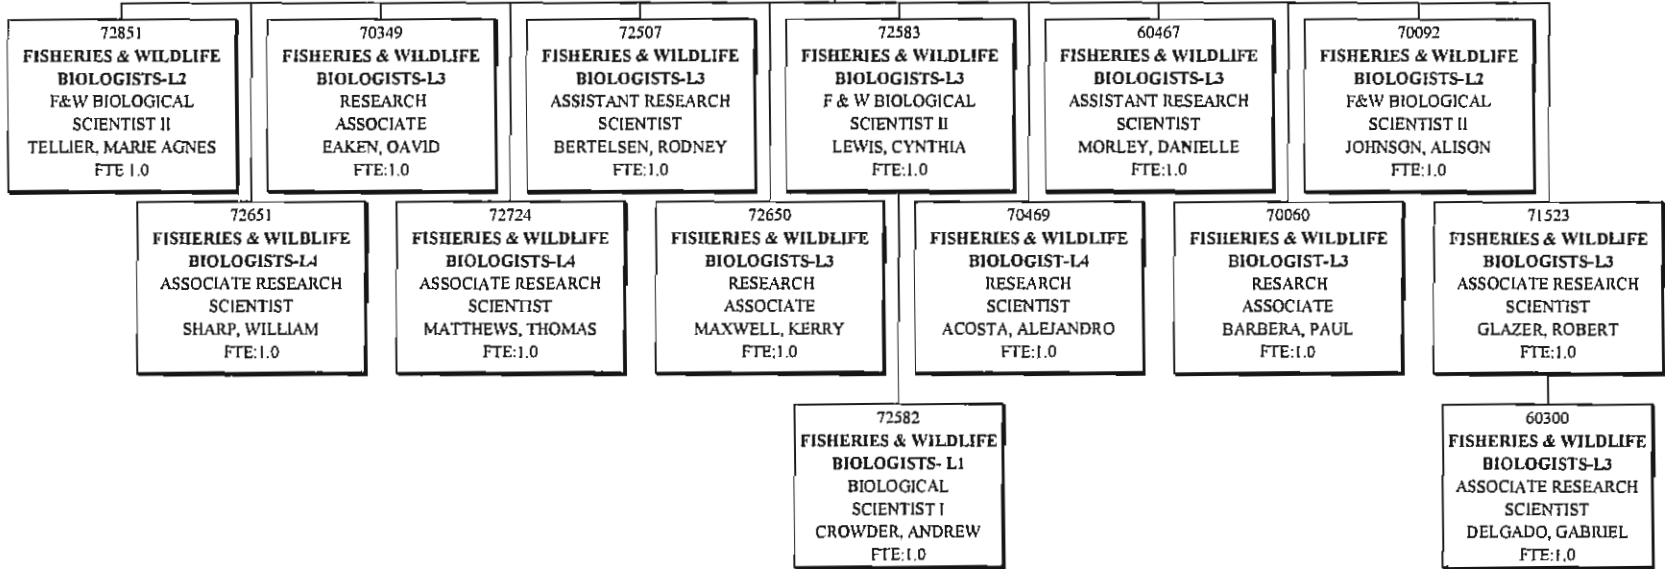 72851
FISHERIES & WILDLIFE
BIOLOGISTS-L2
F&W BIOLOGICAL
SCIENTIST II
TELLIER, MARIE AGNES
FTE 1.0
70349
FISHERIES & WILDLIFE
BIOLOGISTS-L3
RESEARCH
ASSOCIATE
EAKEN, OAVID
FTE:1.0
72507
FISHERIES & WILDLIFE
BIOLOGISTS-L3
ASSISTANT RESEARCH
SCIENTIST
BERTELSEN, RODNEY
FTE:1.0
72583
FISHERIES & WILDLIFE
BIOLOGISTS-L3
F & W BIOLOGICAL
SCIENTIST II
LEWIS, CYNTHIA
FTE:1.0
60467
FISHERIES & WILDLIFE
BIOLOGISTS-L3
ASSISTANT RESEARCH
SCIENTIST
MORLEY, DANIELLE
FTE:1.0
70092
FISHERIES & WILDLIFE
BIOLOGISTS-L2
F&W BIOLOGICAL
SCIENTIST II
JOHNSON, ALISON
FTE:1.0
72651
FISHERIES & WILDLIFE
BIOLOGISTS-L4
ASSOCIATE RESEARCH
SCIENTIST
SHARP, WILLIAM
FTE:1.0
72724
FISHERIES & WILDLIFE
BIOLOGISTS-L4
ASSOCIATE RESEARCH
SCIENTIST
MATTHEWS, THOMAS
FTE:1.0
72650
FISHERIES & WILDLIFE
BIOLOGISTS-L3
RESEARCH
ASSOCIATE
MAXWELL, KERRY
FTE:1.0
70469
FISHERIES & WILDLIFE
BIOLOGIST-L4
RESEARCH
SCIENTIST
ACOSTA, ALEJANDRO
FTE:1.0
70060
FISHERIES & WILDLIFE
BIOLOGIST-L3
RESARCH
ASSOCIATE
BARBERA, PAUL
FTE:1.0
71523
FISHERIES & WILDLIFE
BIOLOGISTS-L3
ASSOCIATE RESEARCH
SCIENTIST
GLAZER, ROBERT
FTE:1.0
72582
FISHERIES & WILDLIFE
BIOLOGISTS- L1
BIOLOGICAL
SCIENTIST I
CROWDER, ANDREW
FTE:1.0
60300
FISHERIES & WILDLIFE
BIOLOGISTS-L3
ASSOCIATE RESEARCH
SCIENTIST
DELGADO, GABRIEL
FTE:1.0